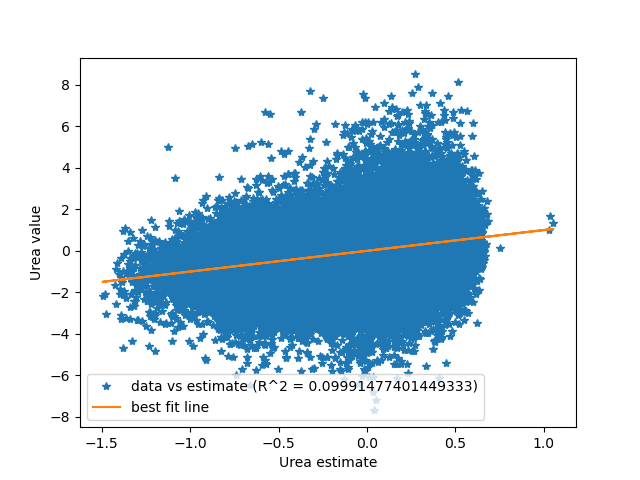 8
6
4
2
0
−2
−4
−6
−8
Urea value
data vs estimate (R^2 = 0.09991477401449333)
best fit line
−1.5 −1.0 −0.5 0.0 0.5 1.0
Urea estimate